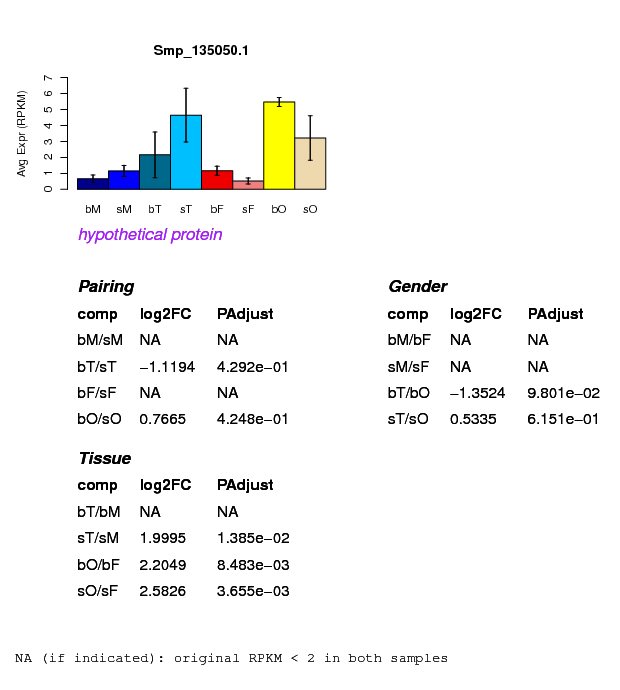 Smp_135050.1
Avg Expr (RPKM)
7
6
5
4
3
2
1
0
bM sM bT sT bF sF bO sO
hypothetical protein
Pairing
comp log2FC PAdjust
bM/sM NA NA
bT/sT −1.1194 4.292e−01
bF/sF NA NA
bO/sO 0.7665 4.248e−01
Gender
comp log2FC PAdjust
bM/bF NA NA
sM/sF NA NA
bT/bO −1.3524 9.801e−02
sT/sO 0.5335 6.151e−01
Tissue
comp log2FC PAdjust
bT/bM NA NA
sT/sM 1.9995 1.385e−02
bO/bF 2.2049 8.483e−03
sO/sF 2.5826 3.655e−03
NA (if indicated): original RPKM < 2 in both samples